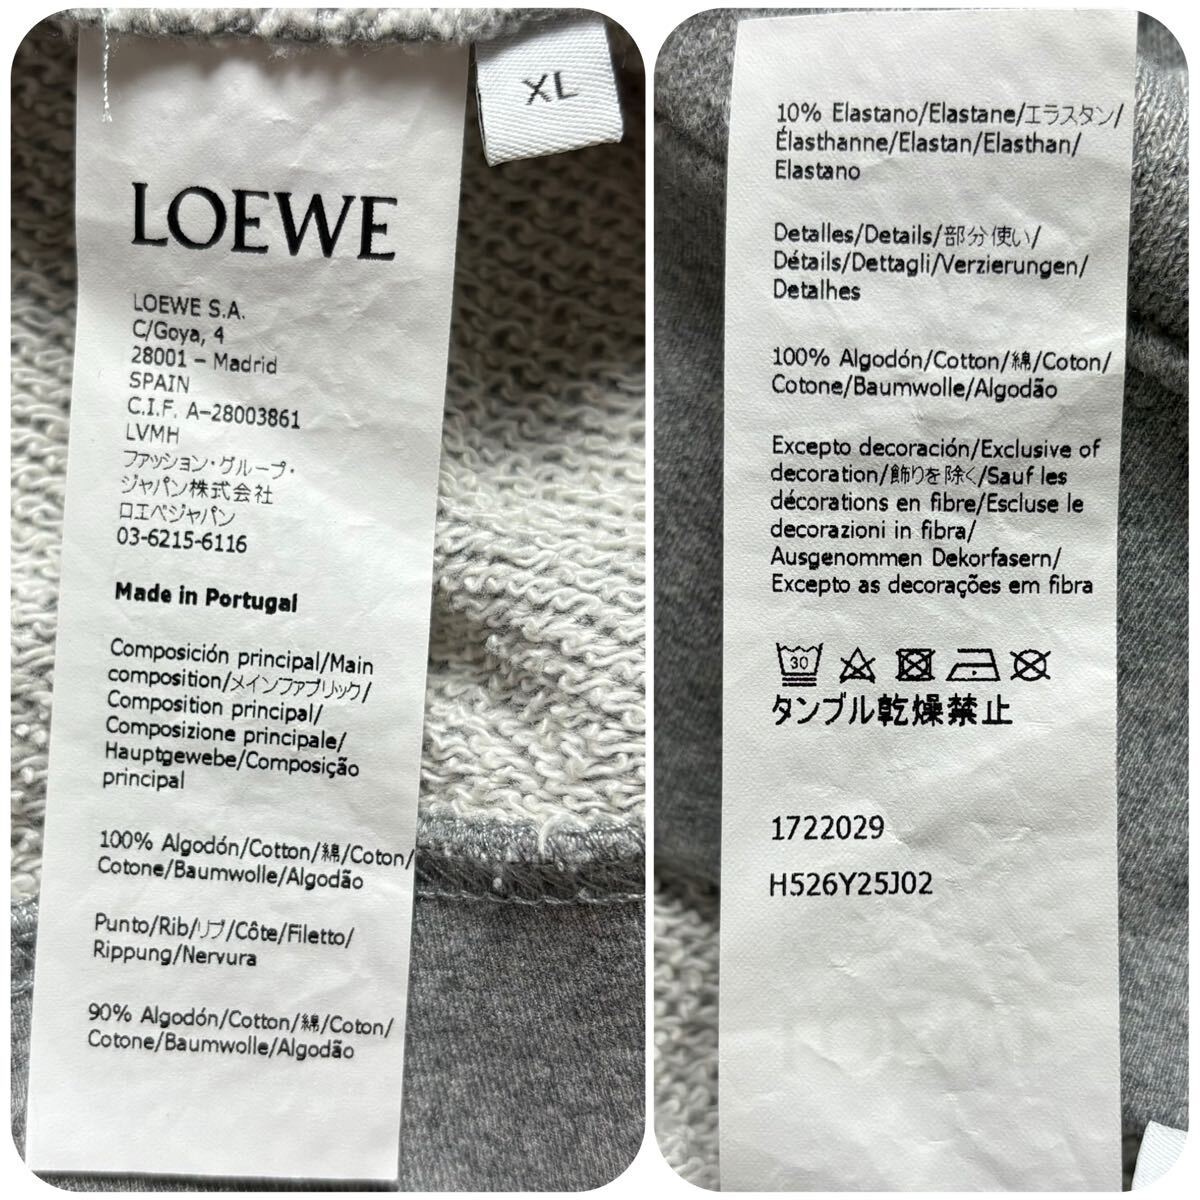 XL
LOEWE
LOEWE S.A.
C/Goya, 4
28001 – Madrid
SPAIN
C.I.F. A–28003861
LVMH
ファッション・グループ・
ジャパン株式会社
ロエベジャパン
03-6215-6116
Made in Portugal
Composición principal/Main
composition/メインファブリック/
Composition principal/
Composizione principale/
Hauptgewebe/Composição
principal
100% Algodón/Cotton/綿/Coton/
Cotone/Baumwolle/Algodão
Punto/Rib/リブ/Côte/Filetto/
Rippung/Nervura
90% Algodón/Cotton/綿/Coton/
Cotone/Baumwolle/Algodão
10% Elastano/Elastane/エラスタン/
Élasthanne/Elastan/Elasthan/
Elastano
Detalles/Details/部分使い/
Détails/Dettagli/Verzierungen/
Detalhes
100% Algodón/Cotton/綿/Coton/
Cotone/Baumwolle/Algodão
Excepto decoración/Exclusive of
decoration/飾りを除く/Sauf les
décorations en fibre/Escluse le
decorazioni in fibra/
Ausgenommen Dekorfasern/
Excepto as decorações em fibra
30
タンブル乾燥禁止
1722029
H526Y25J02